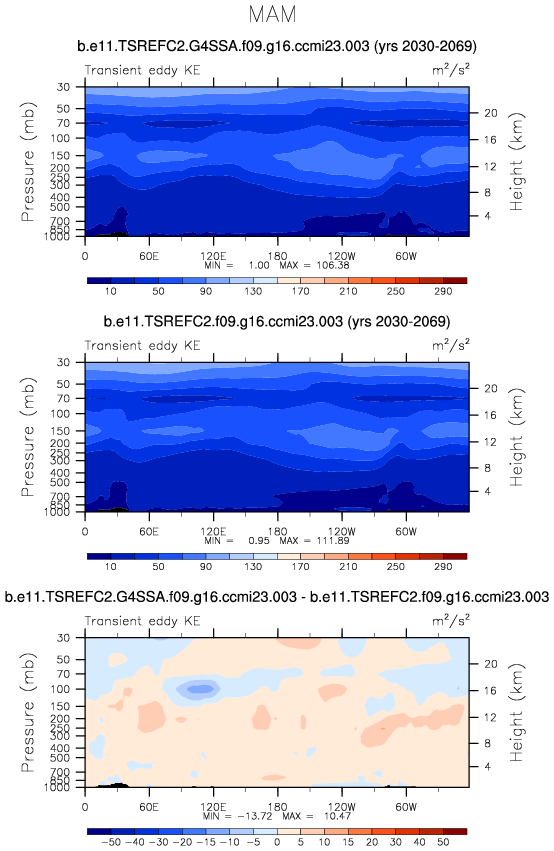 MAM
b.e11.TSREFC2.G4SSA.f09.g16.ccmi23.003 (yrs 2030-2069)
Transient eddy KE m²/s²
30
50
70
100
150
200
250
300
400
500
700
850
1000
Pressure (mb)
20
16
12
8
4
Height (km)
0 60E 120E 180E 120W 60W
MIN = 1.00 MAX = 106.38
10 50 90 130 170 210 250 290
b.e11.TSREFC2.f09.g16.ccmi23.003 (yrs 2030-2069)
Transient eddy KE m²/s²
30
50
70
100
150
200
250
300
400
500
700
850
1000
Pressure (mb)
20
16
12
8
4
Height (km)
0 60E 120E 180E 120W 60W
MIN = 0.95 MAX = 111.89
10 50 90 130 170 210 250 290
b.e11.TSREFC2.G4SSA.f09.g16.ccmi23.003 - b.e11.TSREFC2.f09.g16.ccmi23.003
Transient eddy KE m²/s²
30
50
70
100
150
200
250
300
400
500
700
850
1000
Pressure (mb)
20
16
12
8
4
Height (km)
0 60E 120E 180E 120W 60W
MIN = −13.72 MAX = 10.47
−50 −40 −30 −20 −15 −10 −5 0 5 10 15 20 30 40 50